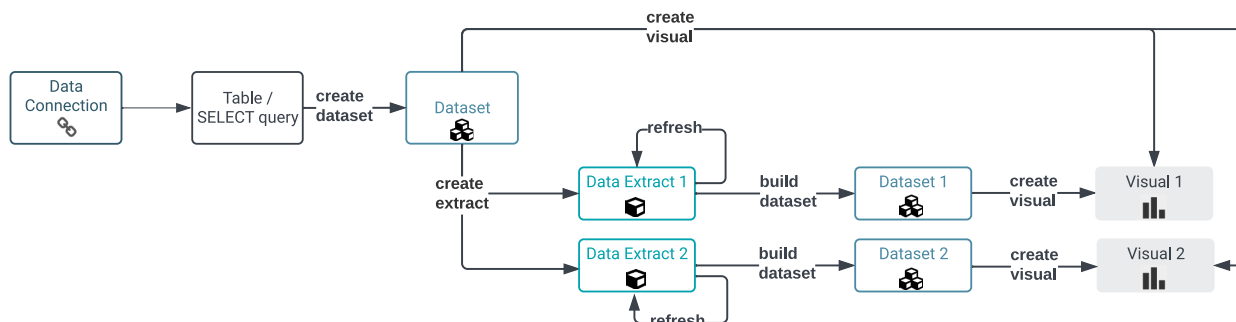 create
visual
Data
Connection
Table /
SELECT query
create
dataset
Dataset
refresh
create
extract
Data Extract 1
build
dataset
Dataset 1
create
visual
Visual 1
Data Extract 2
build
dataset
Dataset 2
create
visual
Visual 2
refresh